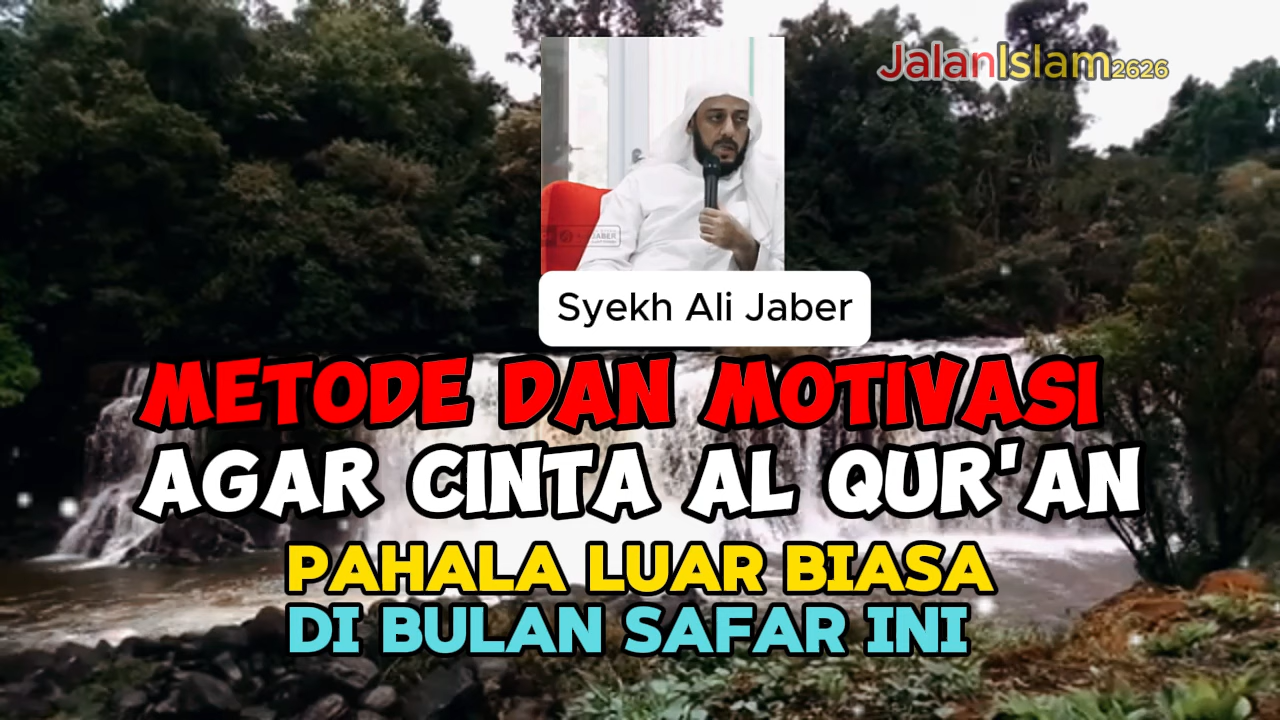 JalanIslam2626
JABER
Syekh Ali Jaber
METODE DAN MOTIVASI
AGAR CINTA AL QUR'AN
PAHALA LUAR BIASA
DI BULAN SAFAR INI